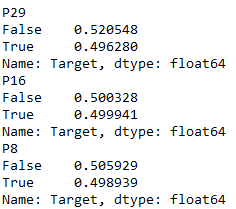 P29
False    0.520548
True     0.496280
Name: Target, dtype: float64
P16
False    0.500328
True     0.499941
Name: Target, dtype: float64
P8
False    0.505929
True     0.498939
Name: Target, dtype: float64